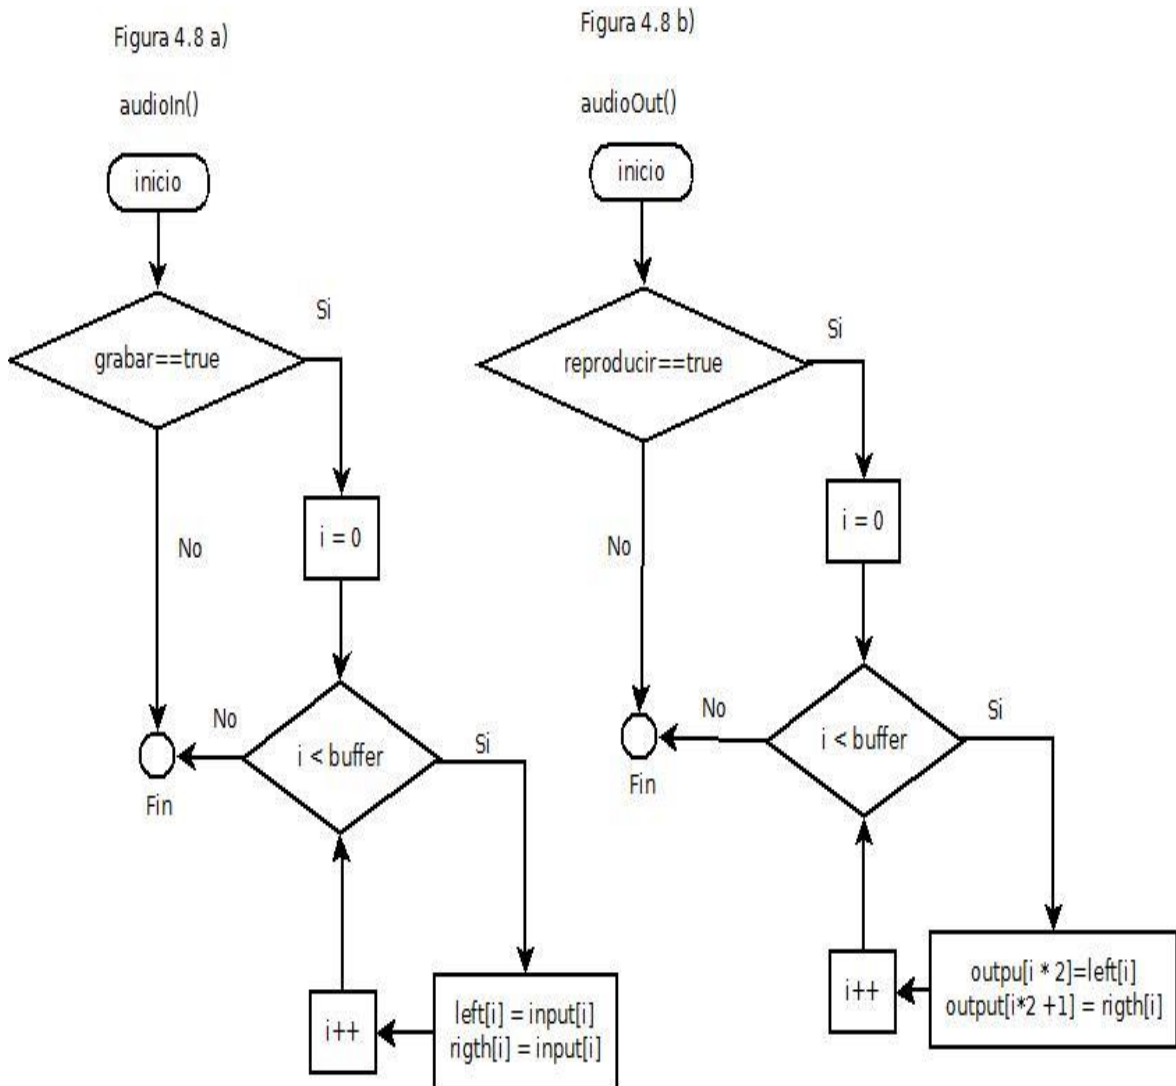 Figura 4.8 a)
audioIn()
inicio
grabar==true
Si
No
i = 0
i < buffer
No
Si
Fin
left[i] = input[i]
rigth[i] = input[i]
i++
Figura 4.8 b)
audioOut()
inicio
reproducir==true
Si
No
i = 0
i < buffer
No
Si
Fin
outpu[i * 2]=left[i]
output[i*2 +1] = rigth[i]
i++